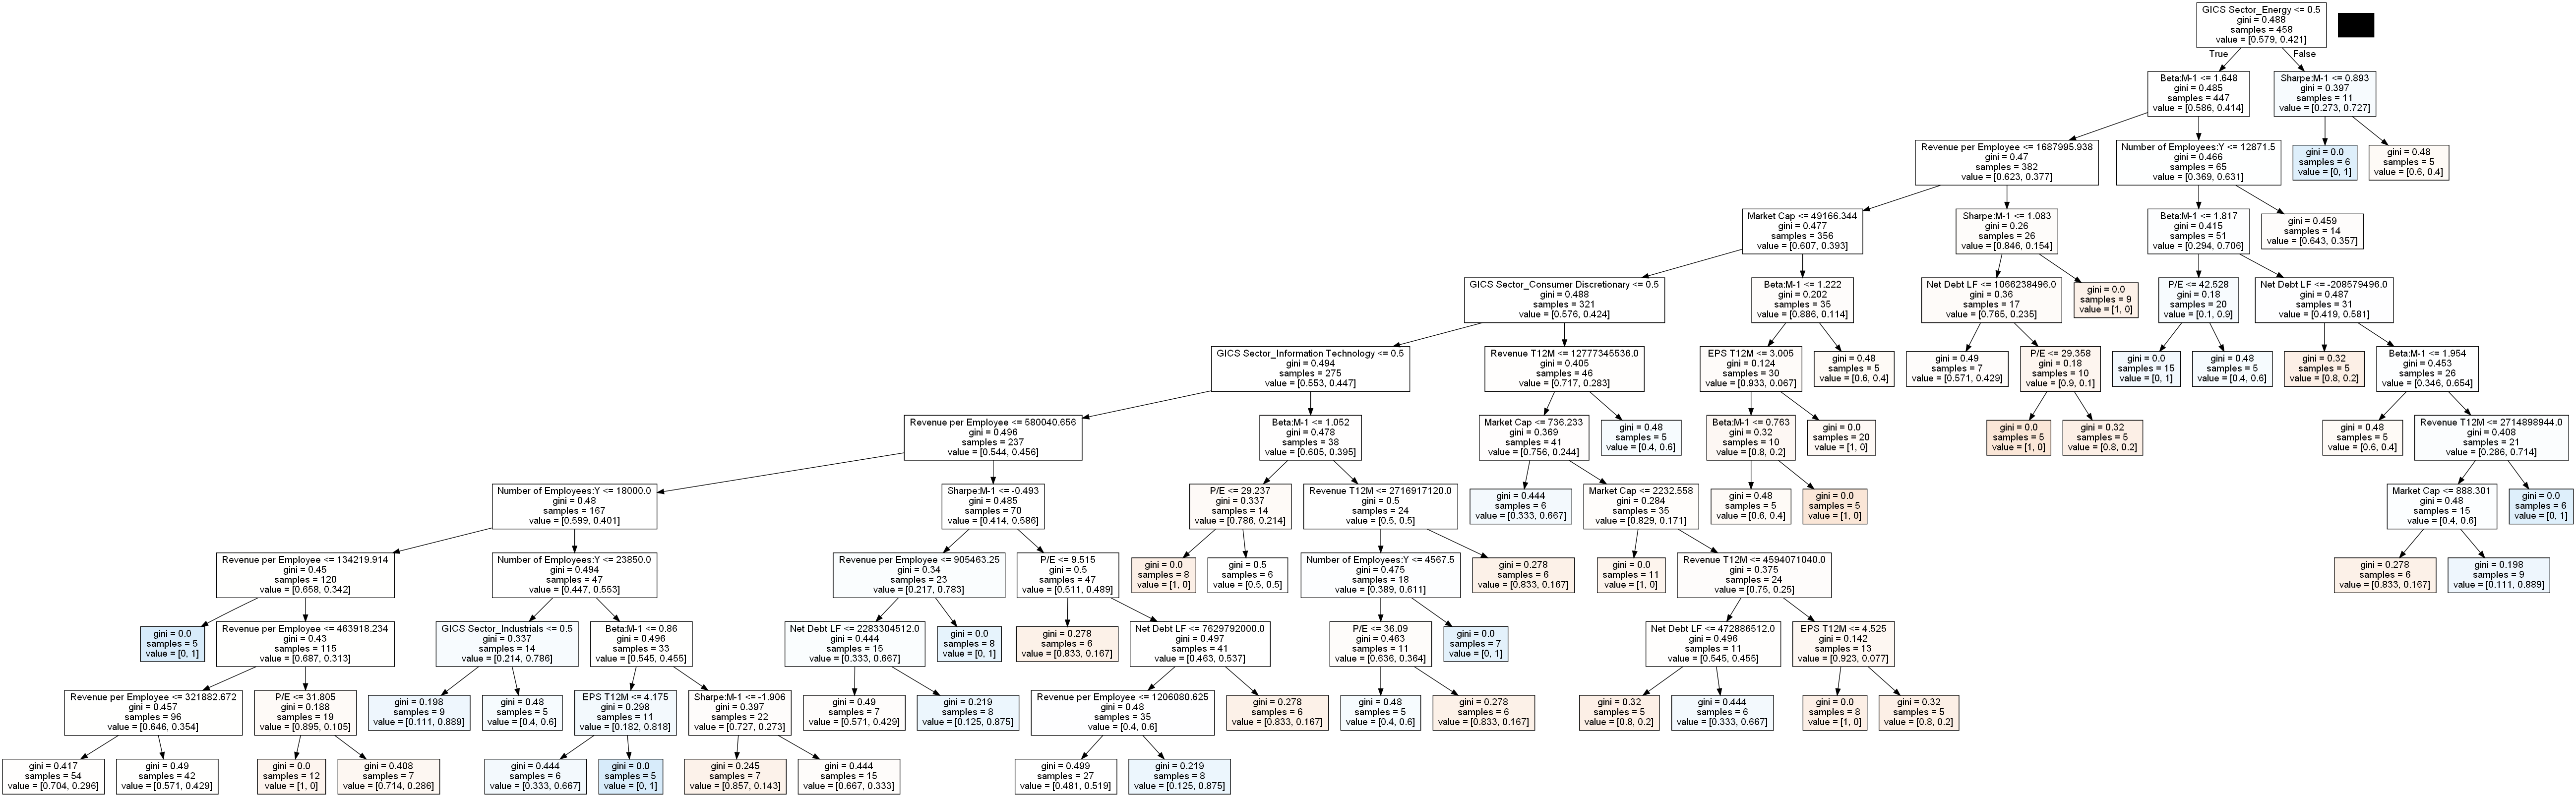 GICS Sector_Energy <= 0.5
gini = 0.488
samples = 458
value = [0.579, 0.421]
True
False
Beta:M-1 <= 1.648
gini = 0.485
samples = 447
value = [0.586, 0.414]
Sharpe:M-1 <= 0.893
gini = 0.397
samples = 11
value = [0.273, 0.727]
Revenue per Employee <= 1687995.938
gini = 0.47
samples = 382
value = [0.623, 0.377]
Number of Employees:Y <= 12871.5
gini = 0.466
samples = 65
value = [0.369, 0.631]
gini = 0.0
samples = 6
value = [0, 1]
gini = 0.48
samples = 5
value = [0.6, 0.4]
Market Cap <= 49166.344
gini = 0.477
samples = 356
value = [0.607, 0.393]
Sharpe:M-1 <= 1.083
gini = 0.26
samples = 26
value = [0.846, 0.154]
Beta:M-1 <= 1.817
gini = 0.415
samples = 51
value = [0.294, 0.706]
gini = 0.459
samples = 14
value = [0.643, 0.357]
GICS Sector_Consumer Discretionary <= 0.5
gini = 0.488
samples = 321
value = [0.576, 0.424]
Beta:M-1 <= 1.222
gini = 0.202
samples = 35
value = [0.886, 0.114]
Net Debt LF <= 1066238496.0
gini = 0.36
samples = 17
value = [0.765, 0.235]
gini = 0.0
samples = 9
value = [1, 0]
P/E <= 42.528
gini = 0.18
samples = 20
value = [0.1, 0.9]
Net Debt LF <= -208579496.0
gini = 0.487
samples = 31
value = [0.419, 0.581]
GICS Sector_Information Technology <= 0.5
gini = 0.494
samples = 275
value = [0.553, 0.447]
Revenue T12M <= 12777345536.0
gini = 0.405
samples = 46
value = [0.717, 0.283]
EPS T12M <= 3.005
gini = 0.124
samples = 30
value = [0.933, 0.067]
gini = 0.48
samples = 5
value = [0.6, 0.4]
gini = 0.49
samples = 7
value = [0.571, 0.429]
P/E <= 29.358
gini = 0.18
samples = 10
value = [0.9, 0.1]
gini = 0.0
samples = 15
value = [0, 1]
gini = 0.48
samples = 5
value = [0.4, 0.6]
gini = 0.32
samples = 5
value = [0.8, 0.2]
Beta:M-1 <= 1.954
gini = 0.453
samples = 26
value = [0.346, 0.654]
Revenue per Employee <= 580040.656
gini = 0.496
samples = 237
value = [0.544, 0.456]
Beta:M-1 <= 1.052
gini = 0.478
samples = 38
value = [0.605, 0.395]
Market Cap <= 736.233
gini = 0.369
samples = 41
value = [0.756, 0.244]
gini = 0.48
samples = 5
value = [0.4, 0.6]
Beta:M-1 <= 0.763
gini = 0.32
samples = 10
value = [0.8, 0.2]
gini = 0.0
samples = 20
value = [1, 0]
gini = 0.0
samples = 5
value = [1, 0]
gini = 0.32
samples = 5
value = [0.8, 0.2]
gini = 0.48
samples = 5
value = [0.6, 0.4]
Revenue T12M <= 2714898944.0
gini = 0.408
samples = 21
value = [0.286, 0.714]
Number of Employees:Y <= 18000.0
gini = 0.48
samples = 167
value = [0.599, 0.401]
Sharpe:M-1 <= -0.493
gini = 0.485
samples = 70
value = [0.414, 0.586]
P/E <= 29.237
gini = 0.337
samples = 14
value = [0.786, 0.214]
Revenue T12M <= 2716917120.0
gini = 0.5
samples = 24
value = [0.5, 0.5]
gini = 0.444
samples = 6
value = [0.333, 0.667]
Market Cap <= 2232.558
gini = 0.284
samples = 35
value = [0.829, 0.171]
gini = 0.48
samples = 5
value = [0.6, 0.4]
gini = 0.0
samples = 5
value = [1, 0]
Market Cap <= 888.301
gini = 0.48
samples = 15
value = [0.4, 0.6]
gini = 0.0
samples = 6
value = [0, 1]
Revenue per Employee <= 134219.914
gini = 0.45
samples = 120
value = [0.658, 0.342]
Number of Employees:Y <= 23850.0
gini = 0.494
samples = 47
value = [0.447, 0.553]
Revenue per Employee <= 905463.25
gini = 0.34
samples = 23
value = [0.217, 0.783]
P/E <= 9.515
gini = 0.5
samples = 47
value = [0.511, 0.489]
gini = 0.0
samples = 8
value = [1, 0]
gini = 0.5
samples = 6
value = [0.5, 0.5]
Number of Employees:Y <= 4567.5
gini = 0.475
samples = 18
value = [0.389, 0.611]
gini = 0.278
samples = 6
value = [0.833, 0.167]
gini = 0.0
samples = 11
value = [1, 0]
Revenue T12M <= 4594071040.0
gini = 0.375
samples = 24
value = [0.75, 0.25]
gini = 0.278
samples = 6
value = [0.833, 0.167]
gini = 0.198
samples = 9
value = [0.111, 0.889]
gini = 0.0
samples = 5
value = [0, 1]
Revenue per Employee <= 463918.234
gini = 0.43
samples = 115
value = [0.687, 0.313]
GICS Sector_Industrials <= 0.5
gini = 0.337
samples = 14
value = [0.214, 0.786]
Beta:M-1 <= 0.86
gini = 0.496
samples = 33
value = [0.545, 0.455]
Net Debt LF <= 2283304512.0
gini = 0.444
samples = 15
value = [0.333, 0.667]
gini = 0.0
samples = 8
value = [0, 1]
gini = 0.278
samples = 6
value = [0.833, 0.167]
Net Debt LF <= 7629792000.0
gini = 0.497
samples = 41
value = [0.463, 0.537]
P/E <= 36.09
gini = 0.463
samples = 11
value = [0.636, 0.364]
gini = 0.0
samples = 7
value = [0, 1]
Net Debt LF <= 472886512.0
gini = 0.496
samples = 11
value = [0.545, 0.455]
EPS T12M <= 4.525
gini = 0.142
samples = 13
value = [0.923, 0.077]
Revenue per Employee <= 321882.672
gini = 0.457
samples = 96
value = [0.646, 0.354]
P/E <= 31.805
gini = 0.188
samples = 19
value = [0.895, 0.105]
gini = 0.198
samples = 9
value = [0.111, 0.889]
gini = 0.48
samples = 5
value = [0.4, 0.6]
EPS T12M <= 4.175
gini = 0.298
samples = 11
value = [0.182, 0.818]
Sharpe:M-1 <= -1.906
gini = 0.397
samples = 22
value = [0.727, 0.273]
gini = 0.49
samples = 7
value = [0.571, 0.429]
gini = 0.219
samples = 8
value = [0.125, 0.875]
Revenue per Employee <= 1206080.625
gini = 0.48
samples = 35
value = [0.4, 0.6]
gini = 0.278
samples = 6
value = [0.833, 0.167]
gini = 0.48
samples = 5
value = [0.4, 0.6]
gini = 0.278
samples = 6
value = [0.833, 0.167]
gini = 0.32
samples = 5
value = [0.8, 0.2]
gini = 0.444
samples = 6
value = [0.333, 0.667]
gini = 0.0
samples = 8
value = [1, 0]
gini = 0.32
samples = 5
value = [0.8, 0.2]
gini = 0.417
samples = 54
value = [0.704, 0.296]
gini = 0.49
samples = 42
value = [0.571, 0.429]
gini = 0.0
samples = 12
value = [1, 0]
gini = 0.408
samples = 7
value = [0.714, 0.286]
gini = 0.444
samples = 6
value = [0.333, 0.667]
gini = 0.0
samples = 5
value = [0, 1]
gini = 0.245
samples = 7
value = [0.857, 0.143]
gini = 0.444
samples = 15
value = [0.667, 0.333]
gini = 0.499
samples = 27
value = [0.481, 0.519]
gini = 0.219
samples = 8
value = [0.125, 0.875]